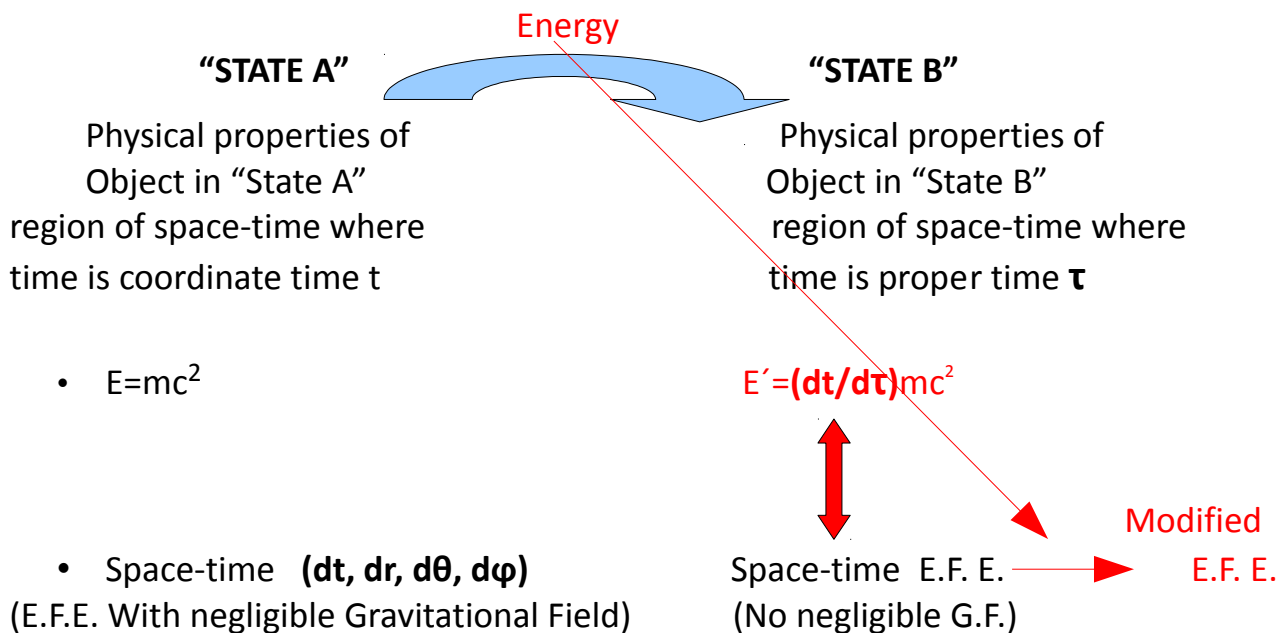 Energy
“STATE A”
“STATE B”
Physical properties of
Object in “State A”
region of space-time where
time is coordinate time t
Physical properties of
Object in “State B”
region of space-time where
time is proper time τ
• E=mc²
E´=(dt/dτ)mc²
Modified
• Space-time (dt, dr, dθ, dφ)
(E.F.E. With negligible Gravitational Field)
Space-time E.F. E.
(No negligible G.F.)
E.F. E.